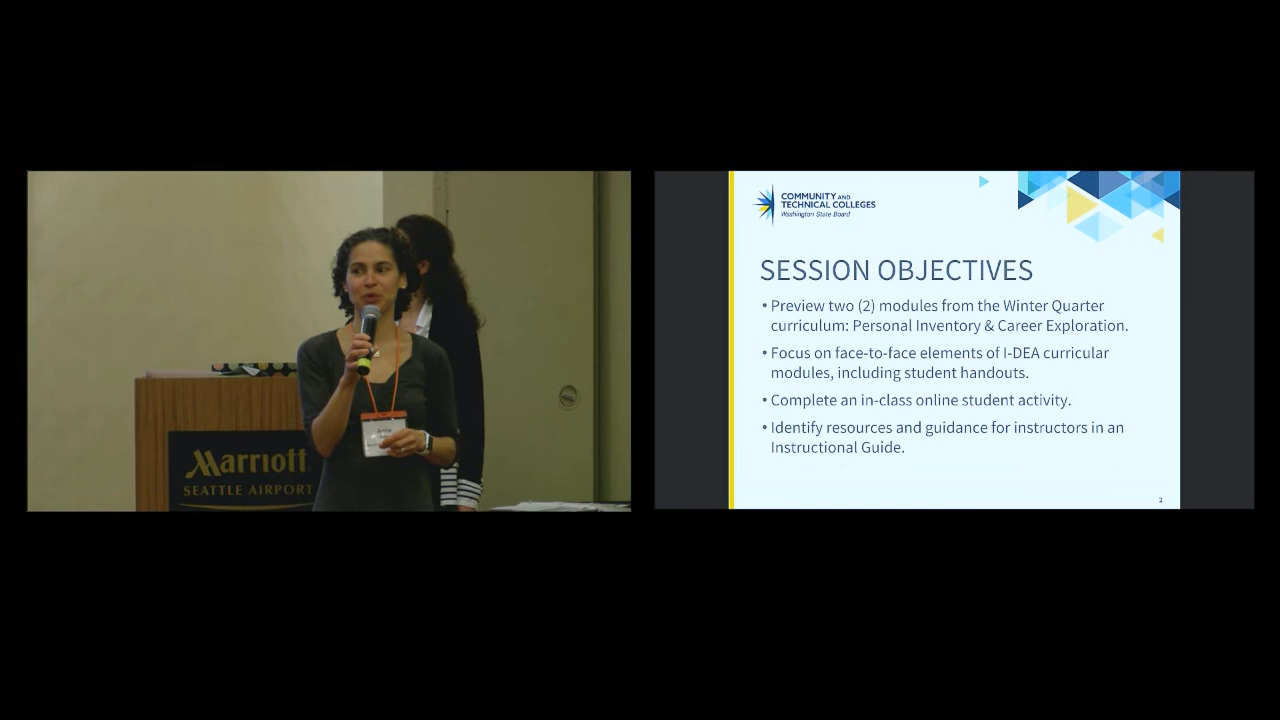 Marriott
SEATTLE AIRPORT
COMMUNITY AND
TECHNICAL COLLEGES
Washington State Board
SESSION OBJECTIVES
• Preview two (2) modules from the Winter Quarter
curriculum: Personal Inventory & Career Exploration.
• Focus on face-to-face elements of I-DEA curricular
modules, including student handouts.
• Complete an in-class online student activity.
• Identify resources and guidance for instructors in an
Instructional Guide.
2